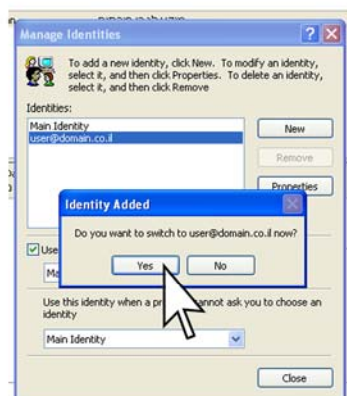 Manage Identities
To add a new identity, click New. To modify an identity,
select it, and then click Properties. To delete an identity,
select it, and then click Remove
Identities:
Main Identity
user@domain.co.il
New
Remove
Properties
Identity Added
Do you want to switch to user@domain.co.il now?
Yes
No
Use
Use this identity when a cannot ask you to choose an
identity
Main Identity
Close